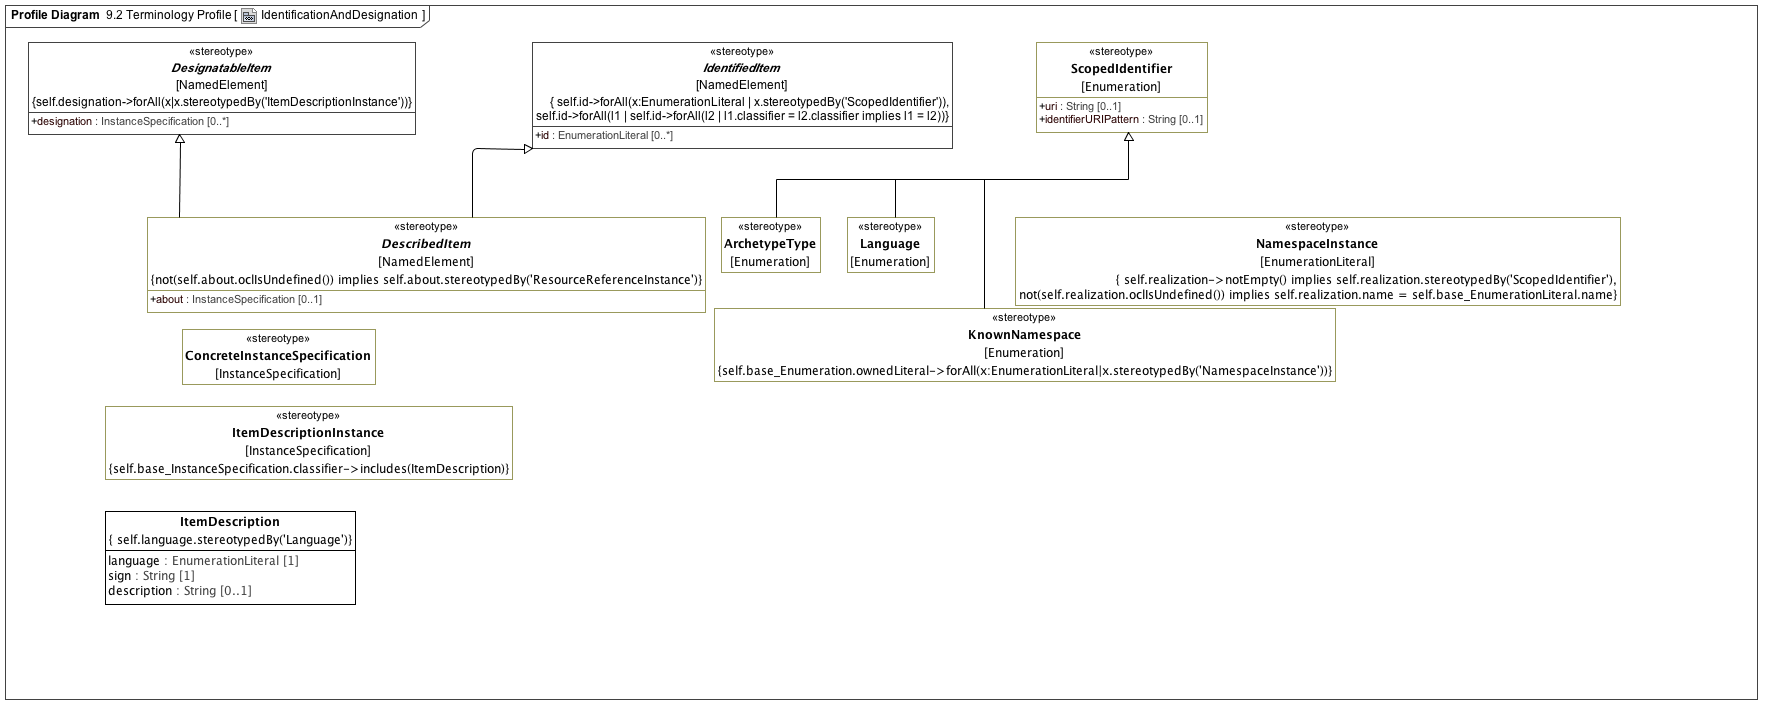 Profile Diagram 9.2 Terminology Profile [ IdentificationAndDesignation ]
«stereotype»
DesignatableItem
[NamedElement]
{self.designation->forAll(x|x.stereotypedBy('ItemDescriptionInstance'))}
+designation : InstanceSpecification [0..*]
«stereotype»
IdentifiedItem
[NamedElement]
{ self.id->forAll(x:EnumerationLiteral | x.stereotypedBy('ScopedIdentifier')),
self.id->forAll(l1 | self.id->forAll(l2 | l1.classifier = l2.classifier implies l1 = l2))}
+id : EnumerationLiteral [0..*]
«stereotype»
ScopedIdentifier
[Enumeration]
+uri : String [0..1]
+identifierURIPattern : String [0..1]
«stereotype»
DescribedItem
[NamedElement]
{not(self.about.oclIsUndefined()) implies self.about.stereotypedBy('ResourceReferenceInstance')}
+about : InstanceSpecification [0..1]
«stereotype»
ArchetypeType
[Enumeration]
«stereotype»
Language
[Enumeration]
«stereotype»
NamespaceInstance
[EnumerationLiteral]
{ self.realization->notEmpty() implies self.realization.stereotypedBy('ScopedIdentifier'),
not(self.realization.oclIsUndefined()) implies self.realization.name = self.base_EnumerationLiteral.name}
«stereotype»
KnownNamespace
[Enumeration]
{self.base_Enumeration.ownedLiteral->forAll(x:EnumerationLiteral|x.stereotypedBy('NamespaceInstance'))}
«stereotype»
ConcreteInstanceSpecification
[InstanceSpecification]
«stereotype»
ItemDescriptionInstance
[InstanceSpecification]
{self.base_InstanceSpecification.classifier->includes(ItemDescription)}
ItemDescription
{ self.language.stereotypedBy('Language')}
language : EnumerationLiteral [1]
sign : String [1]
description : String [0..1]